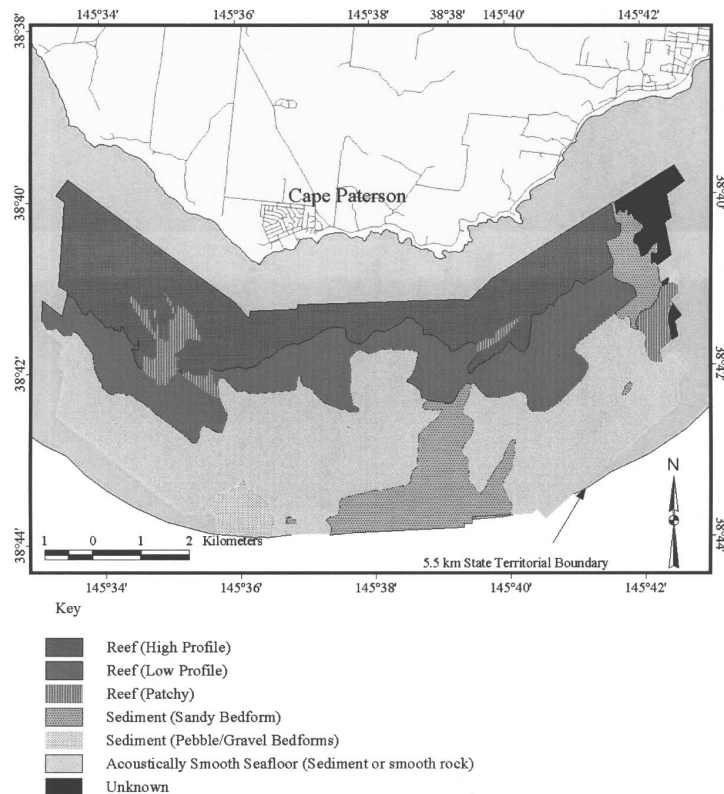 145°34' 145°36' 145°38' 38°38' 145°40' 145°42'
38°38'
38°40'
38°42'
38°44'
Cape Paterson
38°40'
38°42'
38°44'
N
1 0 1 2 Kilometers
5.5 km State Territorial Boundary
145°34' 145°36' 145°38' 145°40' 145°42'
Key
Reef (High Profile)
Reef (Low Profile)
Reef (Patchy)
Sediment (Sandy Bedform)
Sediment (Pebble/Gravel Bedforms)
Acoustically Smooth Seafloor (Sediment or smooth rock)
Unknown